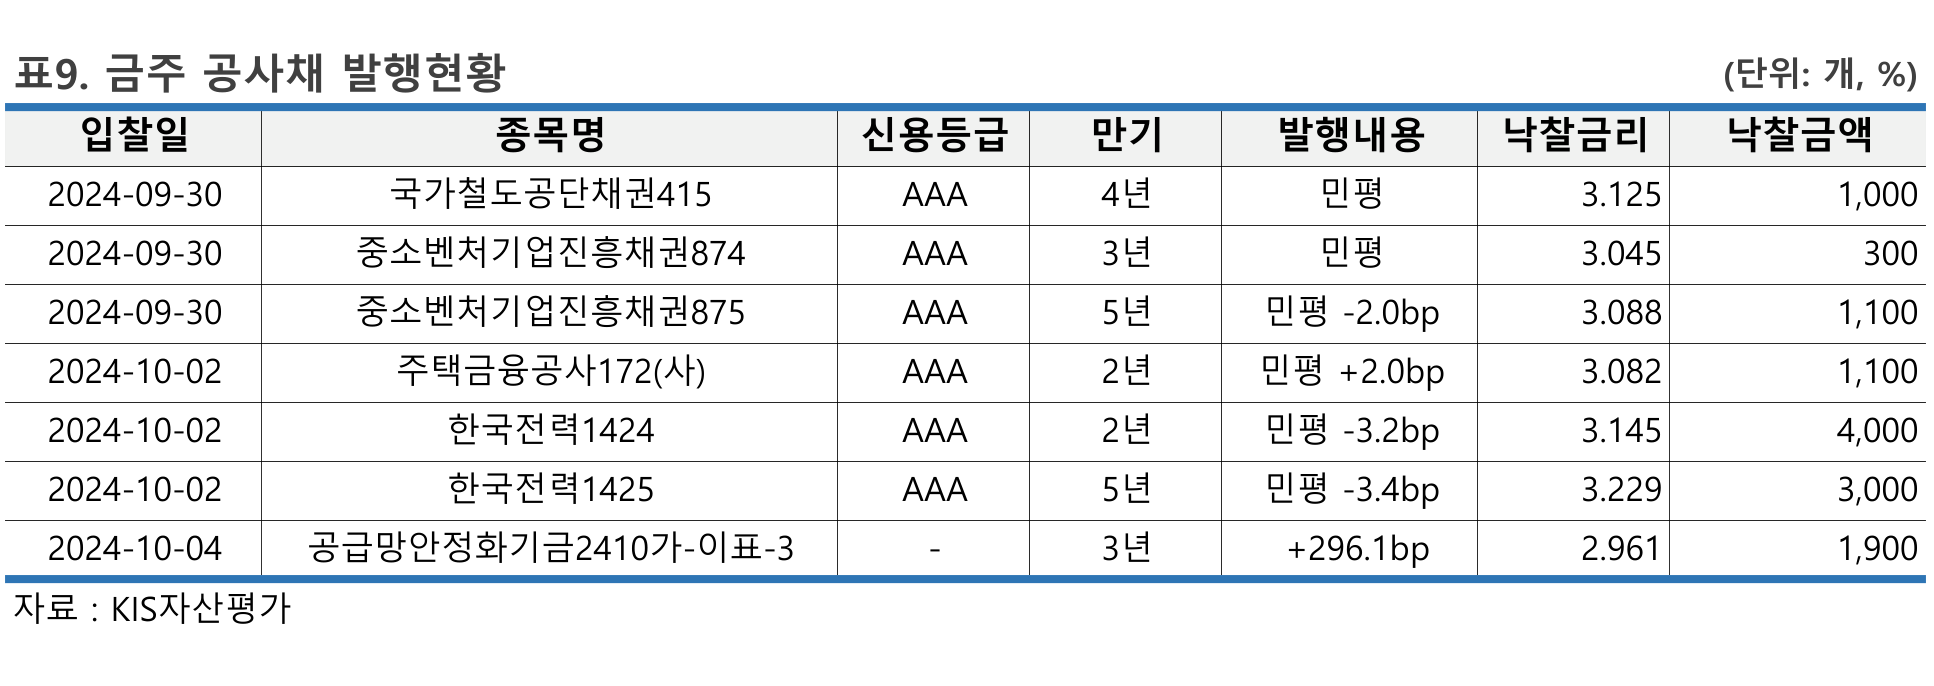 표9. 금주 공사채 발행현황 (단위: 개, %)
입찰일 종목명 신용등급 만기 발행내용 낙찰금리 낙찰금액
2024-09-30 국가철도공단채권415 AAA 4년 민평 3.125 1,000
2024-09-30 중소벤처기업진흥채권874 AAA 3년 민평 3.045 300
2024-09-30 중소벤처기업진흥채권875 AAA 5년 민평 -2.0bp 3.088 1,100
2024-10-02 주택금융공사172(사) AAA 2년 민평 +2.0bp 3.082 1,100
2024-10-02 한국전력1424 AAA 2년 민평 -3.2bp 3.145 4,000
2024-10-02 한국전력1425 AAA 5년 민평 -3.4bp 3.229 3,000
2024-10-04 공급망안정화기금2410가-이표-3 - 3년 +296.1bp 2.961 1,900
자료 : KIS자산평가